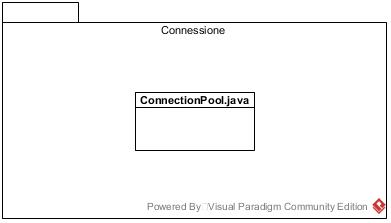 Connessione
ConnectionPool.java
Powered By Visual Paradigm Community Edition